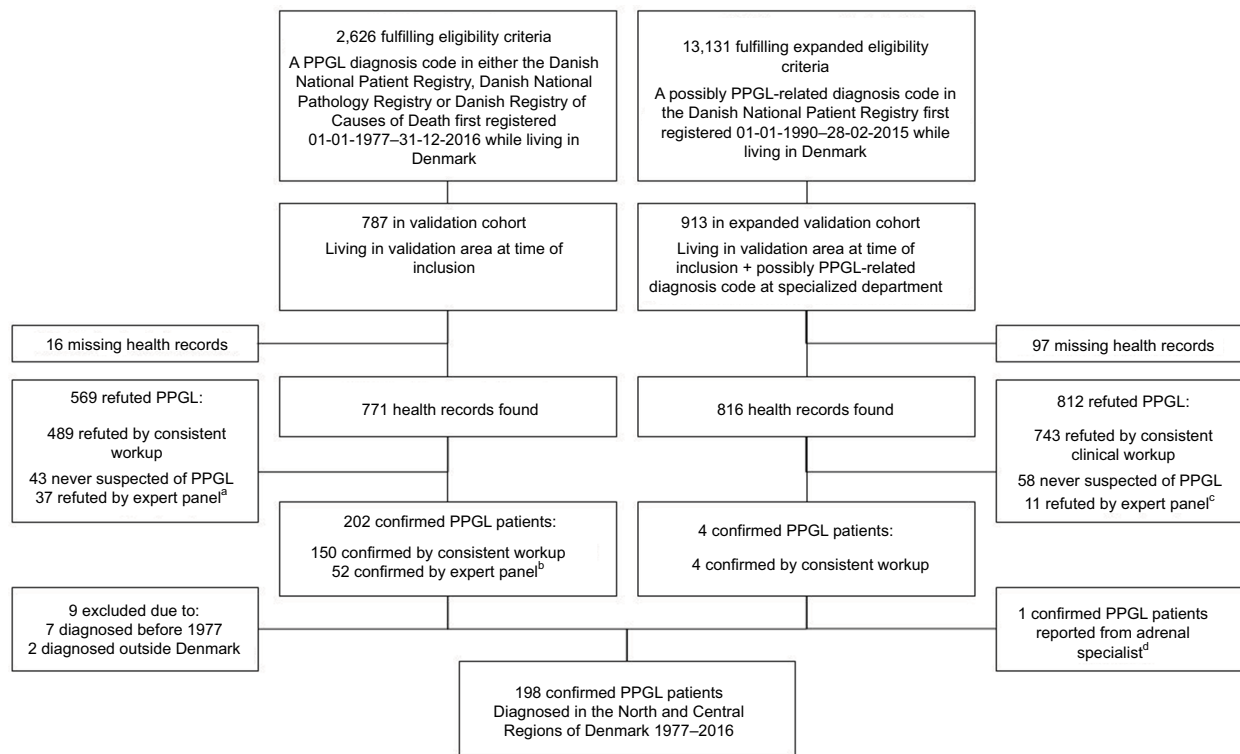 2,626 fulfilling eligibility criteria
A PPGL diagnosis code in either the Danish
National Patient Registry, Danish National
Pathology Registry or Danish Registry of
Causes of Death first registered
01-01-1977–31-12-2016 while living in
Denmark
13,131 fulfilling expanded eligibility
criteria
A possibly PPGL-related diagnosis code in
the Danish National Patient Registry first
registered 01-01-1990–28-02-2015 while
living in Denmark
787 in validation cohort
Living in validation area at time of
inclusion
913 in expanded validation cohort
Living in validation area at time of
inclusion + possibly PPGL-related
diagnosis code at specialized department
16 missing health records
97 missing health records
569 refuted PPGL:
489 refuted by consistent
workup
43 never suspected of PPGL
37 refuted by expert panelᵃ
771 health records found
816 health records found
812 refuted PPGL:
743 refuted by consistent
clinical workup
58 never suspected of PPGL
11 refuted by expert panelᶜ
202 confirmed PPGL patients:
150 confirmed by consistent workup
52 confirmed by expert panelᵇ
4 confirmed PPGL patients:
4 confirmed by consistent workup
9 excluded due to:
7 diagnosed before 1977
2 diagnosed outside Denmark
1 confirmed PPGL patients
reported from adrenal
specialistᵈ
198 confirmed PPGL patients
Diagnosed in the North and Central
Regions of Denmark 1977–2016